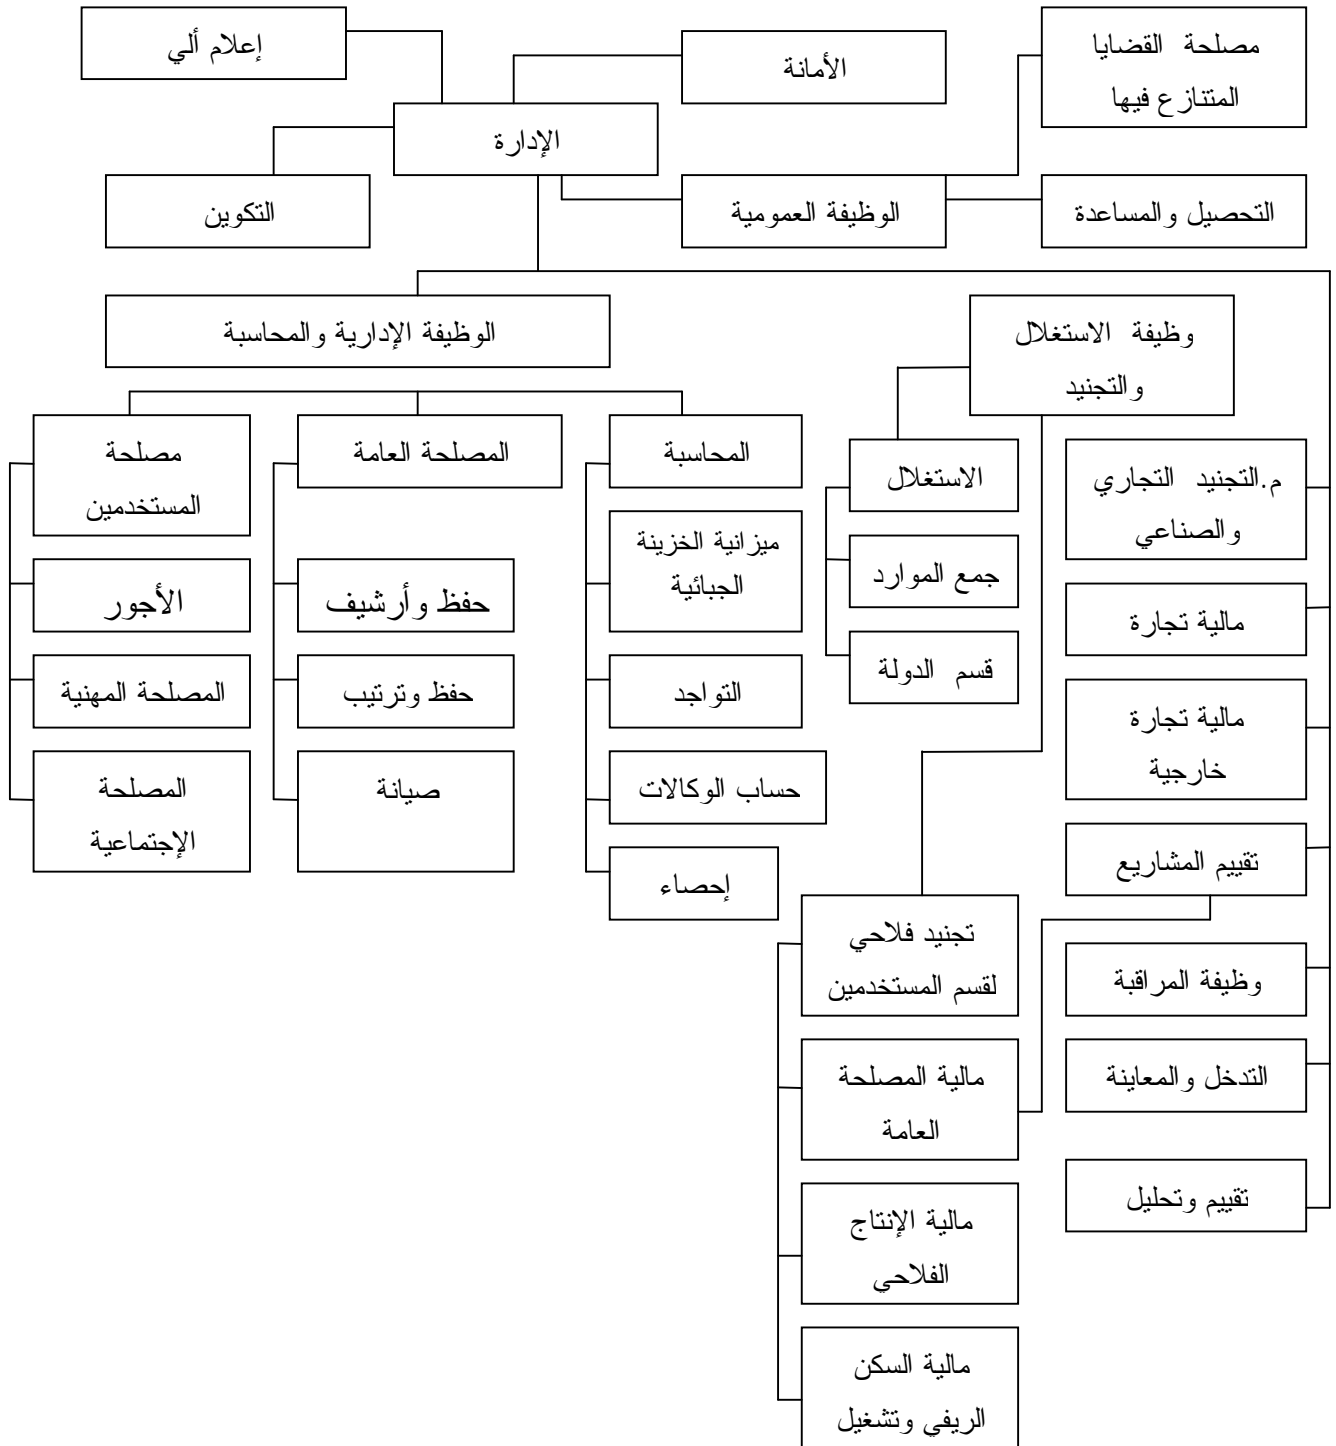 إعلام ألي
الأمانة
مصلحة القضايا
المتنازع فيها
الإدارة
التكوين
الوظيفة العمومية
التحصيل والمساعدة
الوظيفة الإدارية والمحاسبة
وظيفة الاستغلال
والتجنيد
مصلحة
المستخدمين
الأجور
المصلحة المهنية
المصلحة
الإجتماعية
المصلحة العامة
حفظ وأرشيف
حفظ وترتيب
صيانة
المحاسبة
ميزانية الخزينة
الجبائية
التواجد
حساب الوكالات
إحصاء
الاستغلال
جمع الموارد
قسم الدولة
م.التجنيد التجاري
والصناعي
مالية تجارة
مالية تجارة
خارجية
تقييم المشاريع
وظيفة المراقبة
التدخل والمعاينة
تقييم وتحليل
تجنيد فلاحي
لقسم المستخدمين
مالية المصلحة
العامة
مالية الإنتاج
الفلاحي
مالية السكن
الريفي وتشغيل